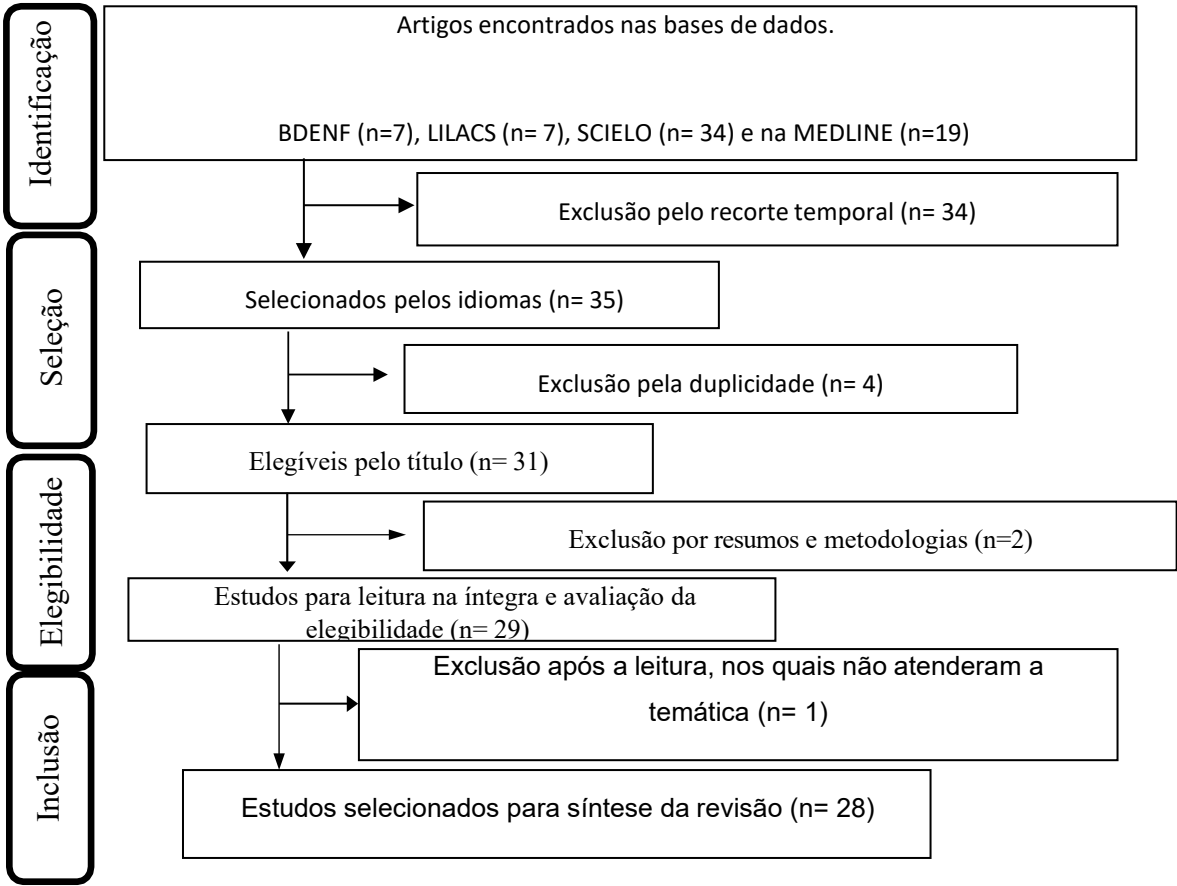 Identificação
Artigos encontrados nas bases de dados.
BDENF (n=7), LILACS (n= 7), SCIELO (n= 34) e na MEDLINE (n=19)
Exclusão pelo recorte temporal (n= 34)
Seleção
Selecionados pelos idiomas (n= 35)
Exclusão pela duplicidade (n= 4)
Elegibilidade
Elegíveis pelo título (n= 31)
Exclusão por resumos e metodologias (n=2)
Estudos para leitura na íntegra e avaliação da
elegibilidade (n= 29)
Inclusão
Exclusão após a leitura, nos quais não atenderam a
temática (n= 1)
Estudos selecionados para síntese da revisão (n= 28)